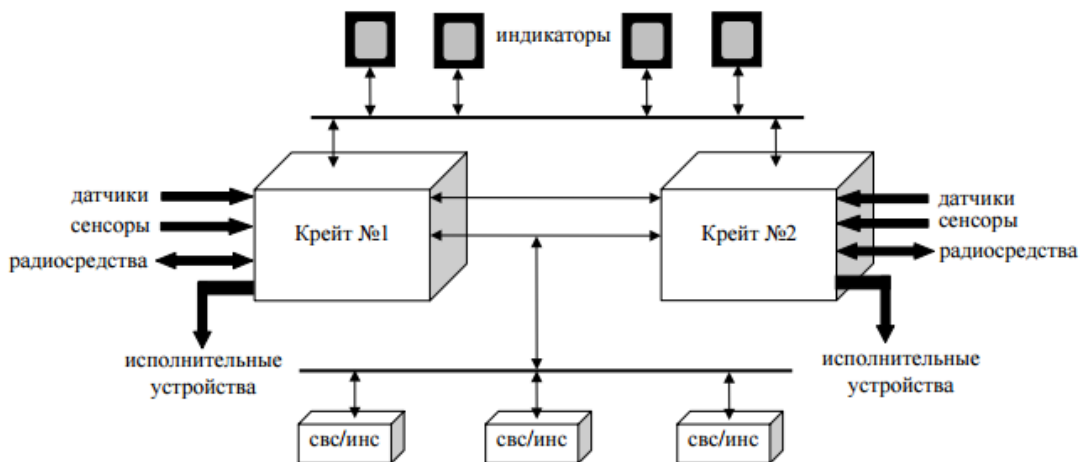 индикаторы
датчики
сенсоры
радиосредства
Крейт №1
Крейт №2
датчики
сенсоры
радиосредства
исполнительные
устройства
исполнительные
устройства
свс/инс
свс/инс
свс/инс